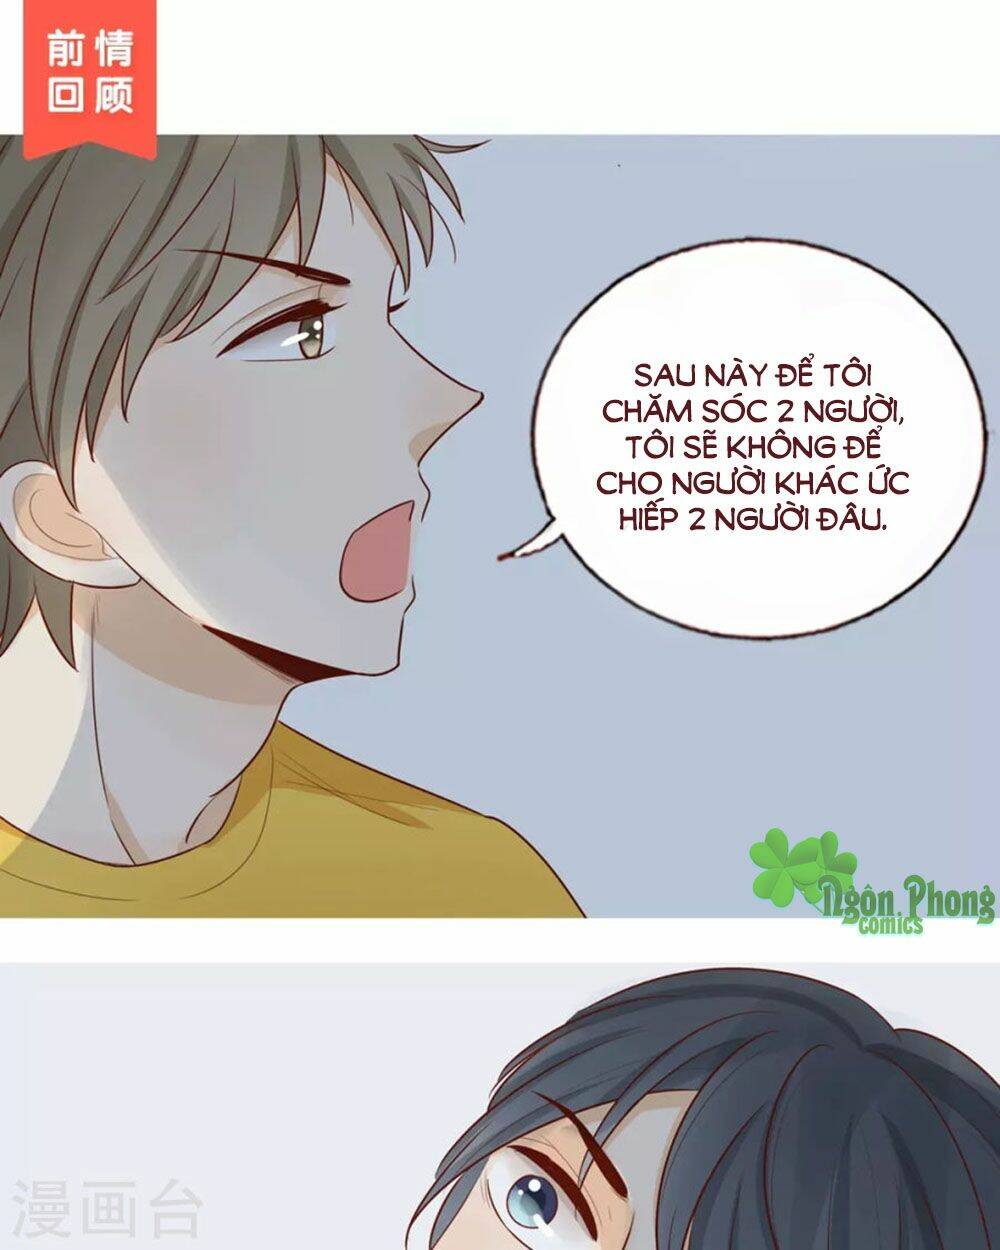 前情
回顾
SAU NÀY ĐỂ TÔI
CHĂM SÓC 2 NGƯỜI,
TÔI SẼ KHÔNG ĐỂ
CHO NGƯỜI KHÁC ỨC
HIẾP 2 NGƯỜI ĐÂU.
Ngôn Phong
comics
漫画台